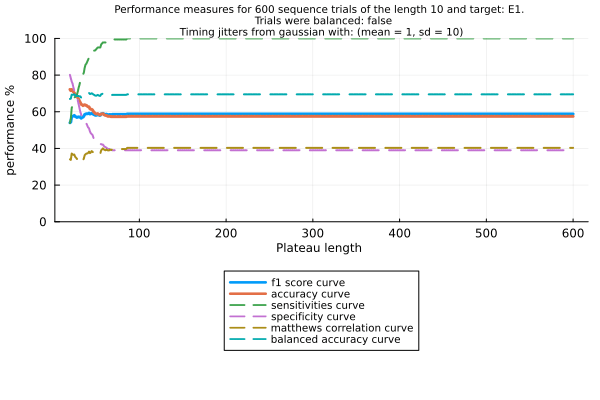 Performance measures for 600 sequence trials of the length 10 and target: E1.
Trials were balanced: false
Timing jitters from gaussian with: (mean = 1, sd = 10)
performance %
100
80
60
40
20
0
100 200 300 400 500 600
Plateau length
f1 score curve
accuracy curve
sensitivities curve
specificity curve
matthews correlation curve
balanced accuracy curve